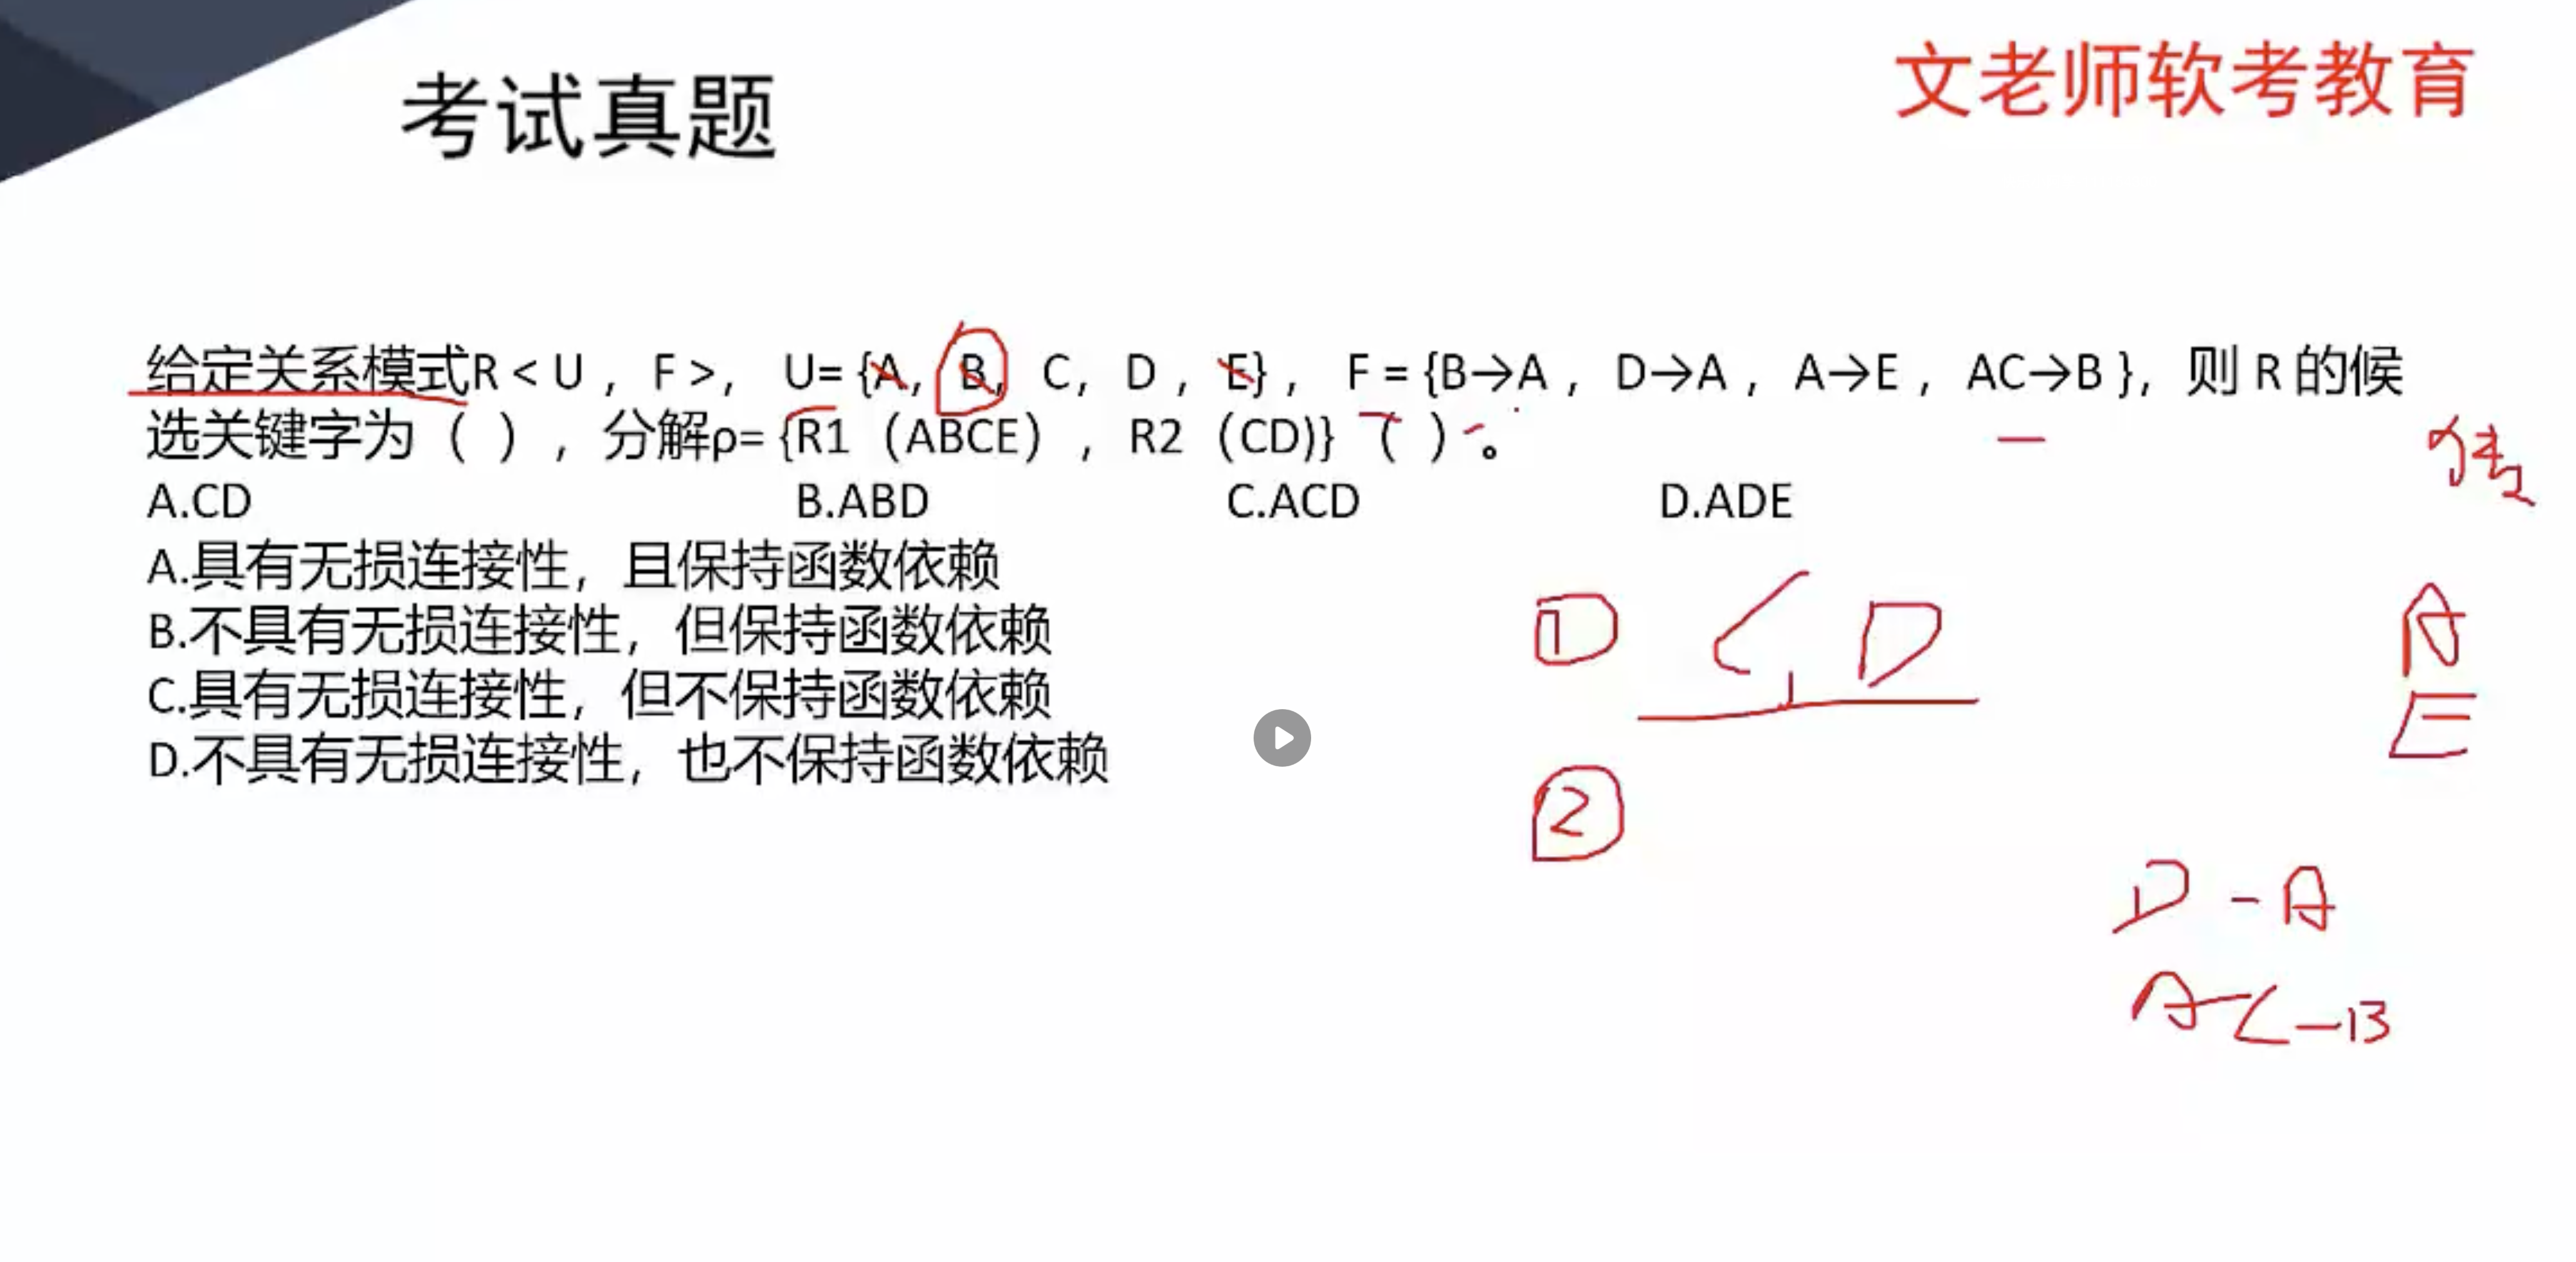 考试真题
文老师软考教育
给定关系模式R < U ， F >， U= {A, B, C, D , E} , F = {B→A , D→A , A→E , AC→B }, 则 R 的候
选关键字为（ ），分解ρ= {R1（ABCE）, R2（CD)}（ ）。
A.CD B.ABD C.ACD D.ADE
A.具有无损连接性，且保持函数依赖
B.不具有无损连接性，但保持函数依赖
C.具有无损连接性，但不保持函数依赖
D.不具有无损连接性，也不保持函数依赖
① C, D
A
E
②
D - A
AC - B